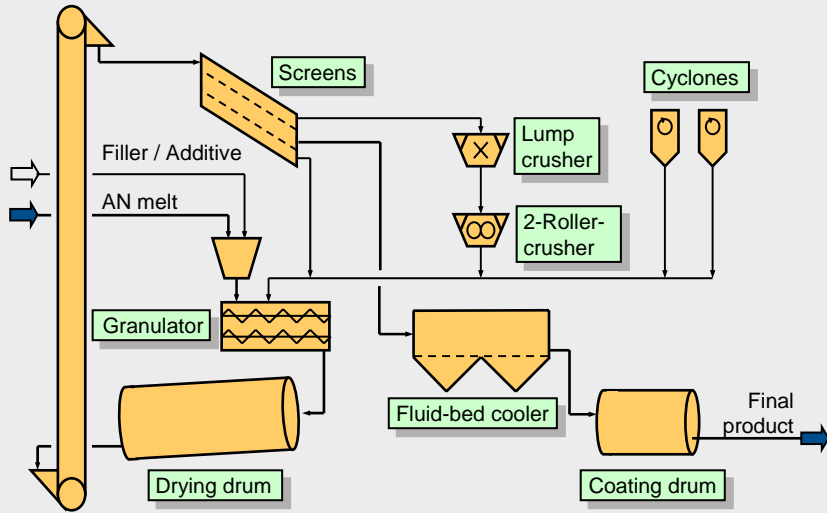 Screens
Cyclones
Lump
crusher
Filler / Additive
AN melt
2-Roller-
crusher
Granulator
Fluid-bed cooler
Final
product
Drying drum
Coating drum